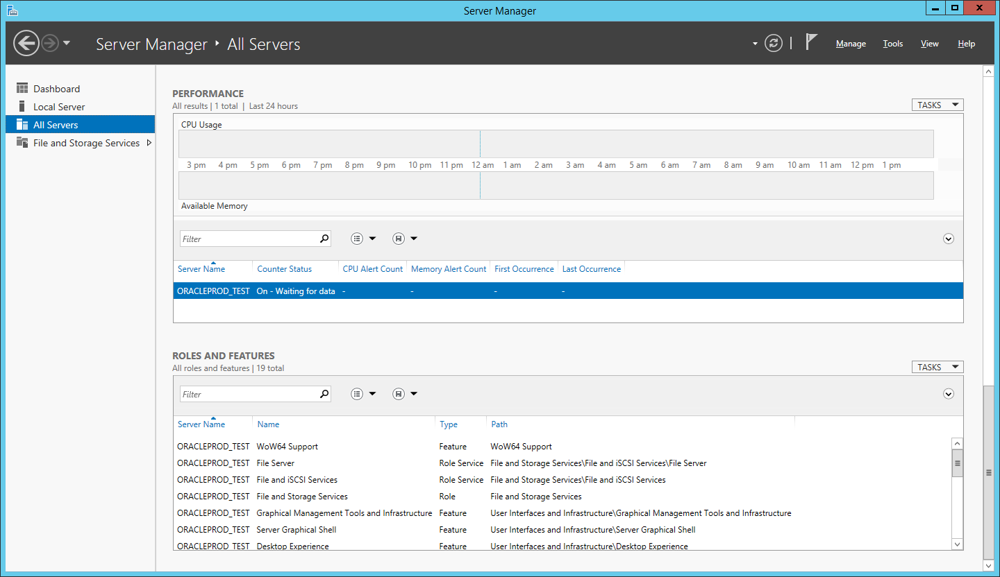 Server Manager
Server Manager ‣ All Servers
Manage Tools View Help
Dashboard
Local Server
All Servers
File and Storage Services
PERFORMANCE
All results | 1 total | Last 24 hours
TASKS
CPU Usage
3 pm 4 pm 5 pm 6 pm 7 pm 8 pm 9 pm 10 pm 11 pm 12 am 1 am 2 am 3 am 4 am 5 am 6 am 7 am 8 am 9 am 10 am 11 am 12 pm 1 pm
Available Memory
Filter
Server Name Counter Status CPU Alert Count Memory Alert Count First Occurrence Last Occurrence
ORACLEPROD_TEST On - Waiting for data - - - -
ROLES AND FEATURES
All roles and features | 19 total
TASKS
Filter
Server Name Name Type Path
ORACLEPROD_TEST WoW64 Support Feature WoW64 Support
ORACLEPROD_TEST File Server Role Service File and Storage Services\File and iSCSI Services\File Server
ORACLEPROD_TEST File and iSCSI Services Role Service File and Storage Services\File and iSCSI Services
ORACLEPROD_TEST File and Storage Services Role File and Storage Services
ORACLEPROD_TEST Graphical Management Tools and Infrastructure Feature User Interfaces and Infrastructure\Graphical Management Tools and Infrastructure
ORACLEPROD_TEST Server Graphical Shell Feature User Interfaces and Infrastructure\Server Graphical Shell
ORACLEPROD_TEST Desktop Experience Feature User Interfaces and Infrastructure\Desktop Experience